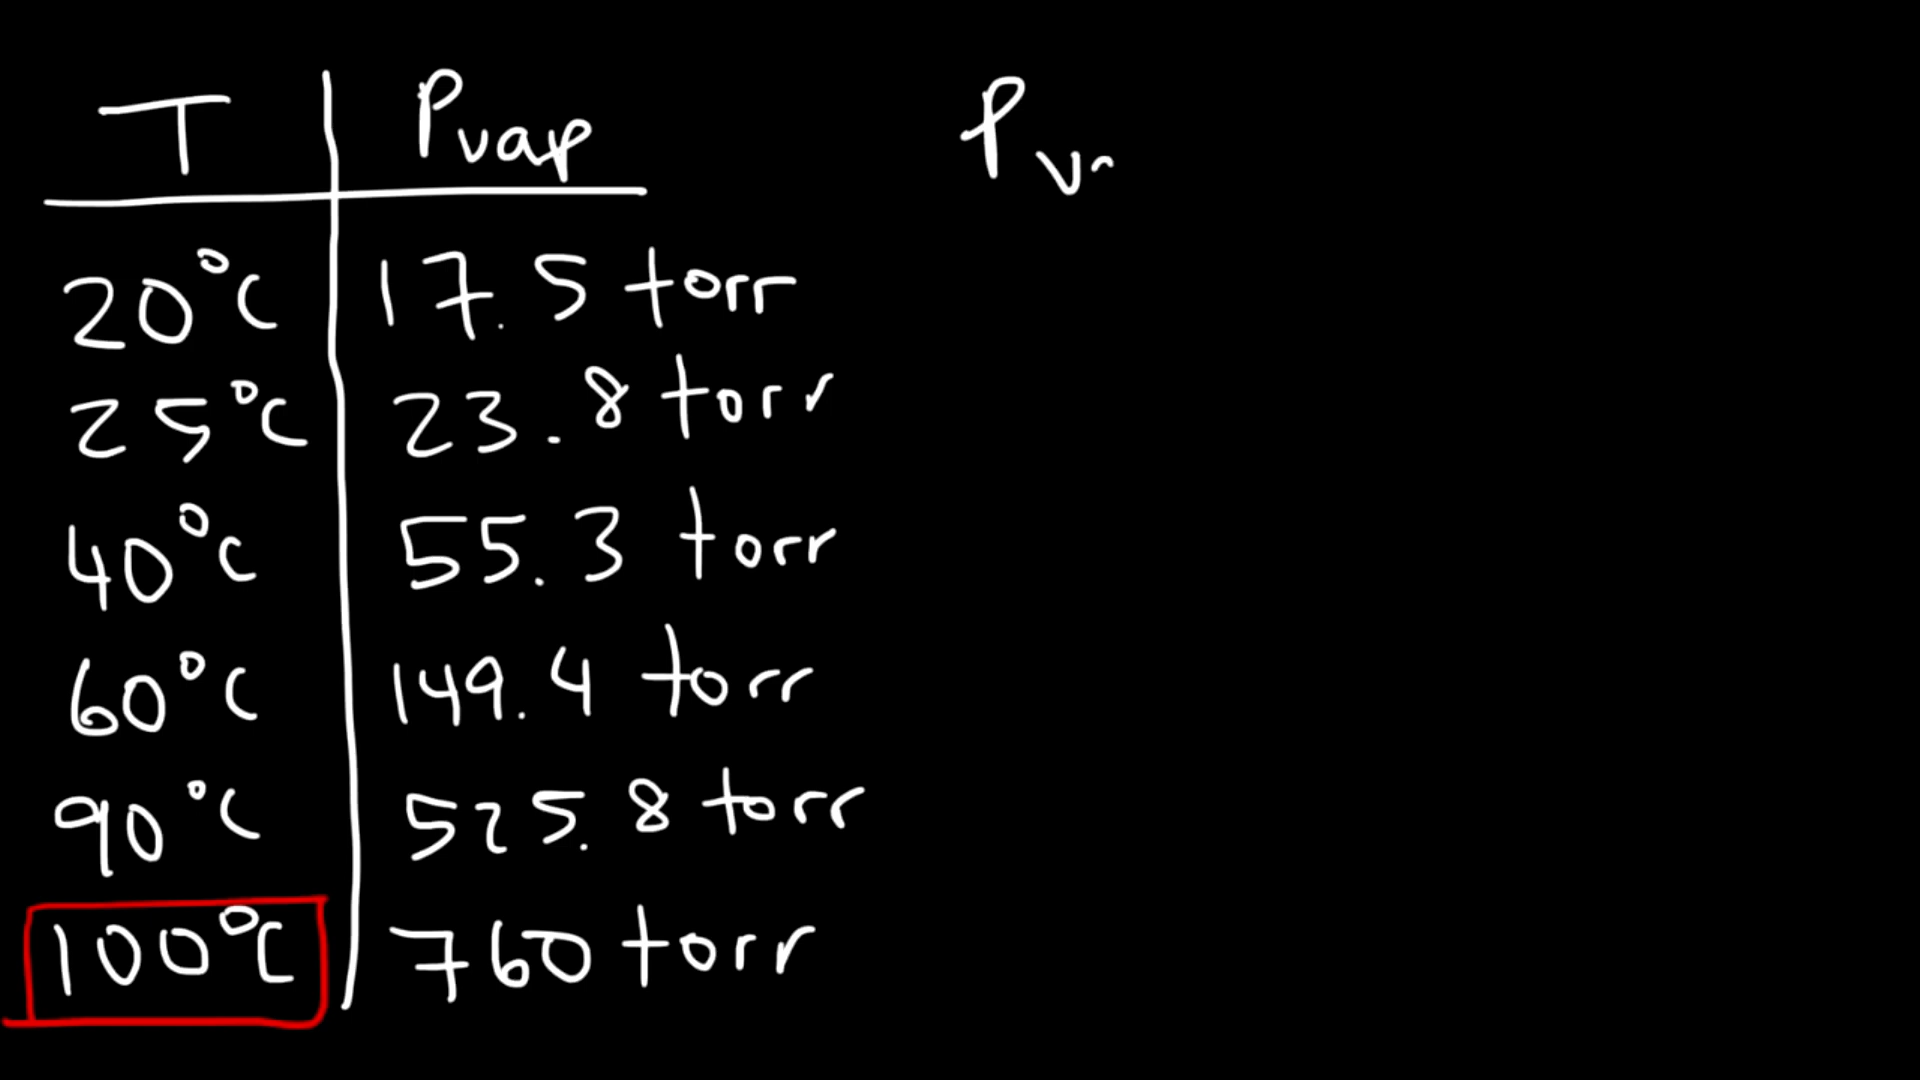 T Pvap
20°C 17.5 torr
25°C 23.8 torr
40°C 55.3 torr
60°C 149.4 torr
90°C 525.8 torr
100°C 760 torr
Pv